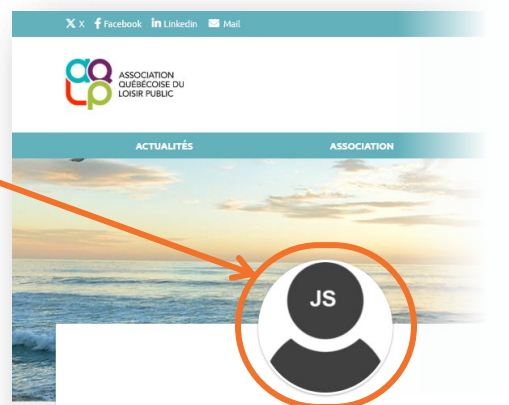 X Facebook in Linkedin Mail
aqlp
ASSOCIATION
QUÉBÉCOISE DU
LOISIR PUBLIC
ACTUALITÉS ASSOCIATION
JS